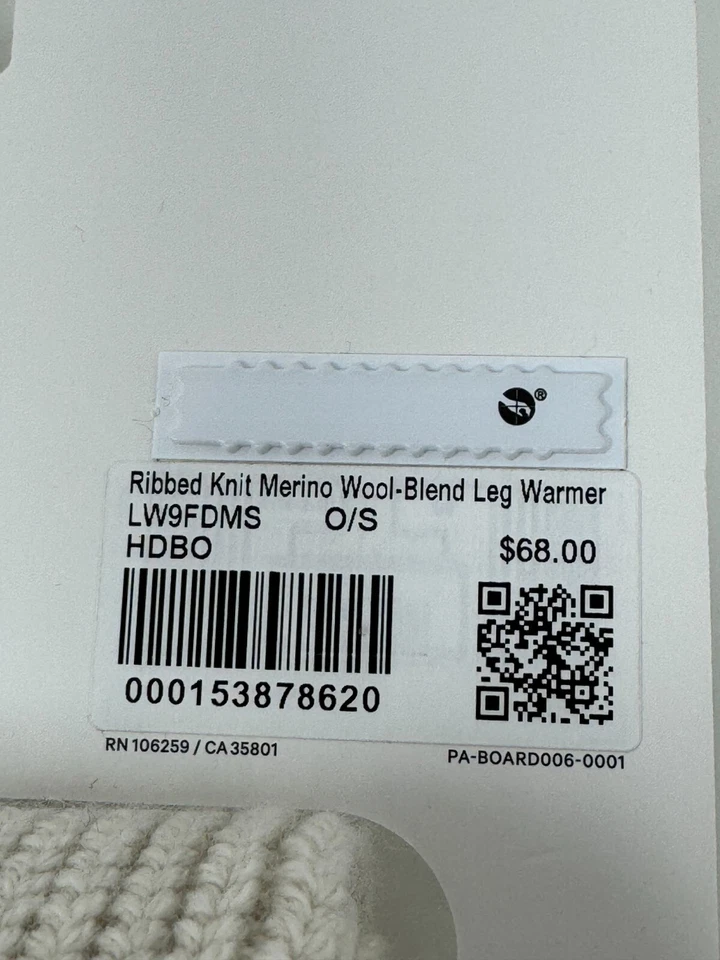 ®
Ribbed Knit Merino Wool-Blend Leg Warmer
LW9FDMS O/S
HDBO $68.00
000153878620
RN 106259 / CA 35801
PA-BOARD006-0001